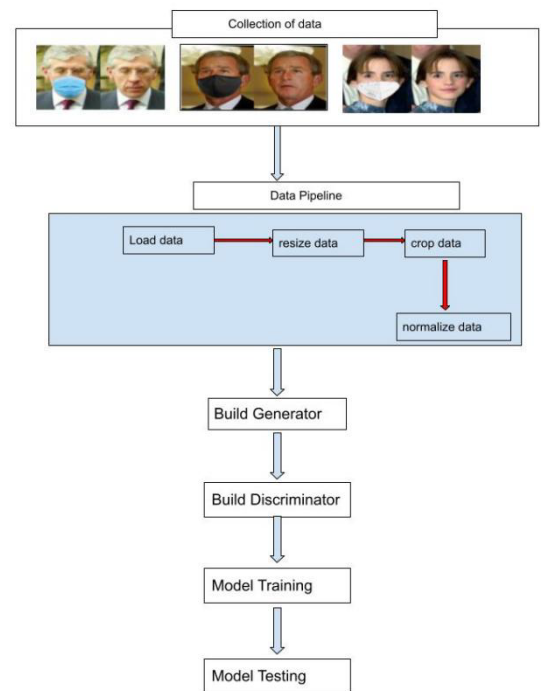 Collection of data
Data Pipeline
Load data
resize data
crop data
normalize data
Build Generator
Build Discriminator
Model Training
Model Testing